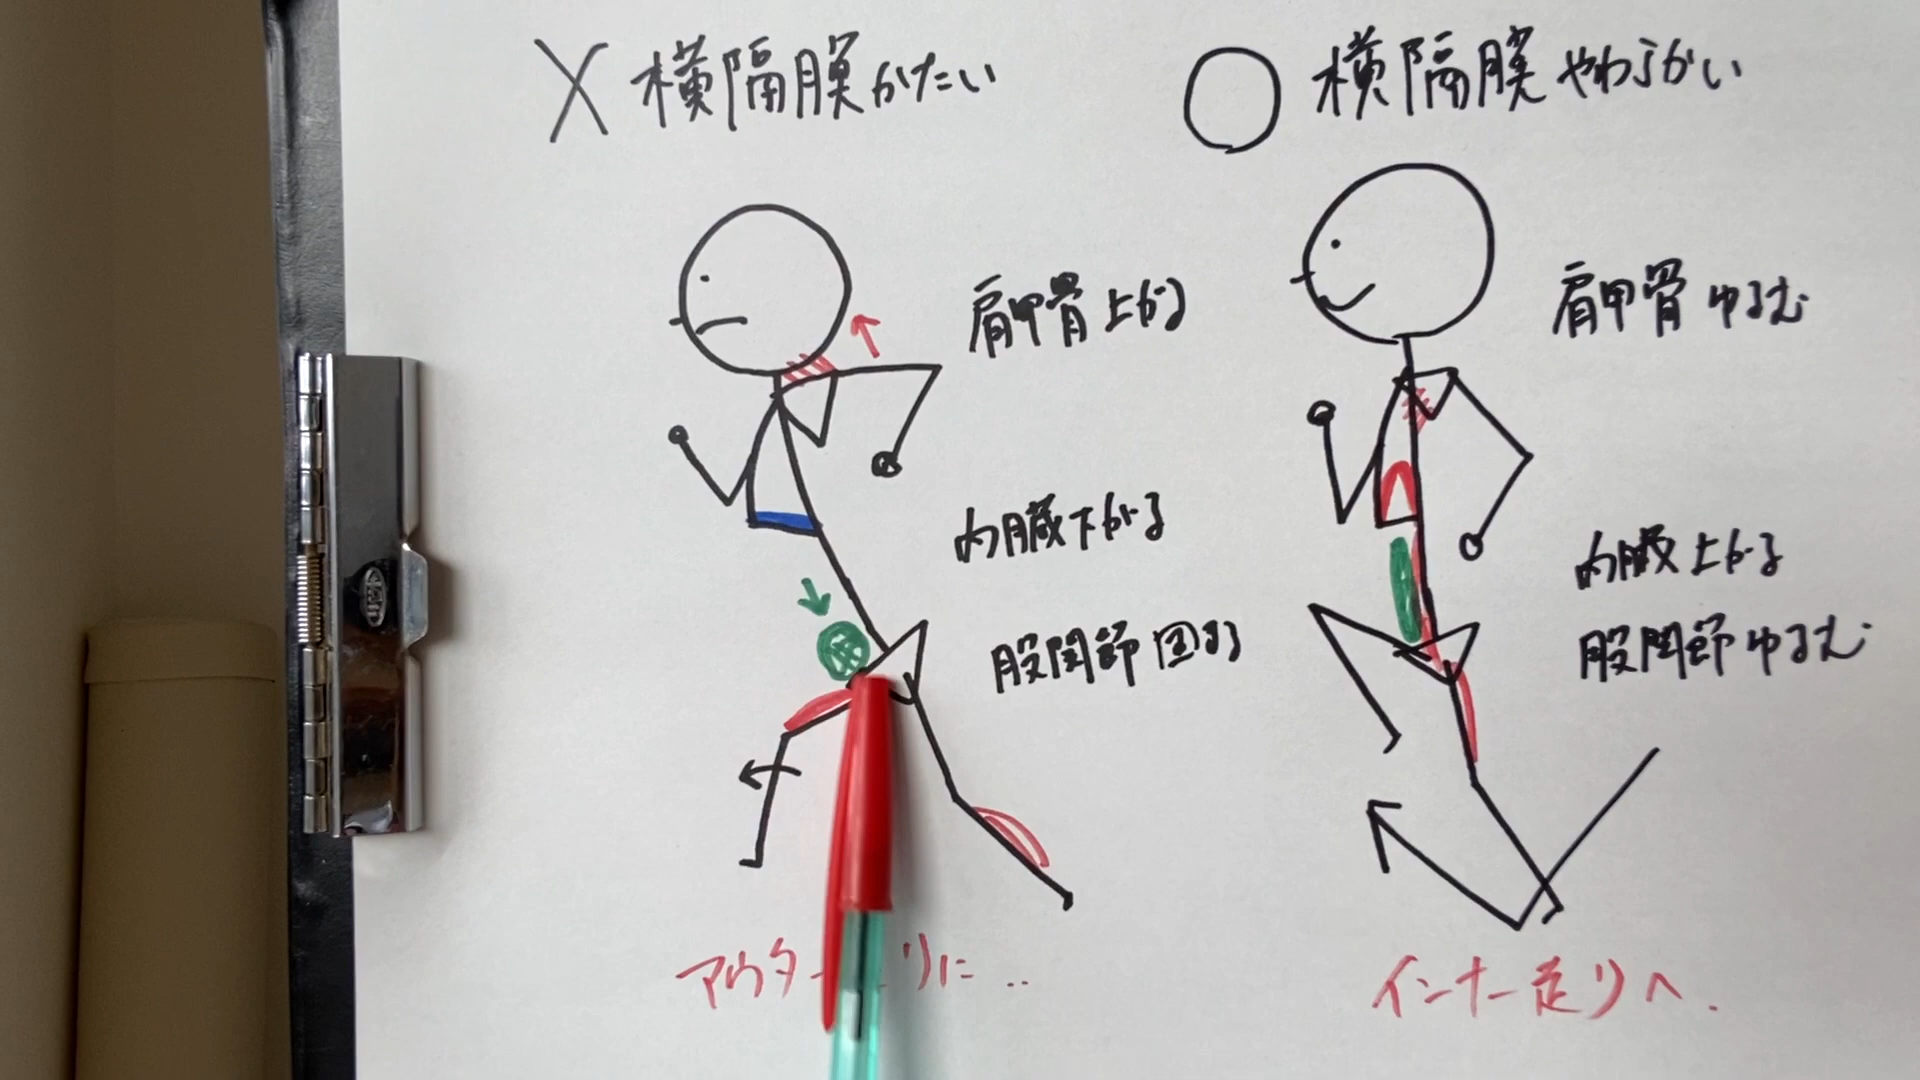 X 横隔膜かたい
○ 横隔膜やわらかい
肩甲骨上がる
内臓下がる
股関節固まる
アウター りに‥
肩甲骨ゆるむ
内臓上がる
股関節ゆるむ
インナー走りへ.